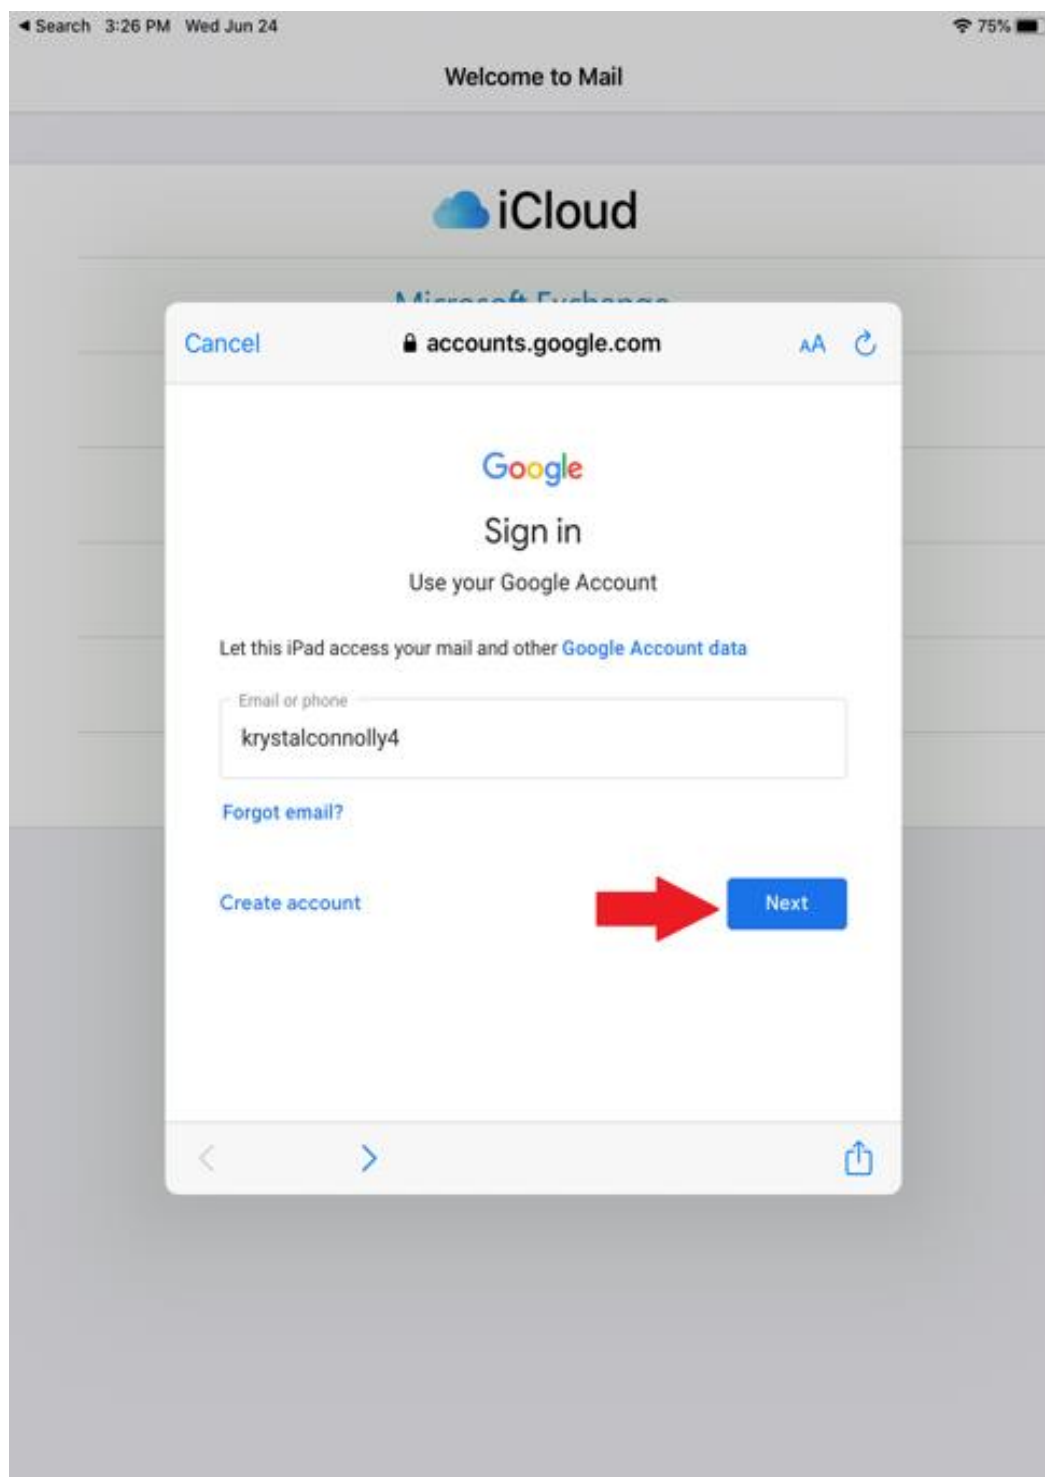 ◀ Search 3:26 PM Wed Jun 24 75%
Welcome to Mail
iCloud
Microsoft Exchange
Cancel accounts.google.com AA
Google
Sign in
Use your Google Account
Let this iPad access your mail and other Google Account data
Email or phone
krystalconnolly4
Forgot email?
Create account Next